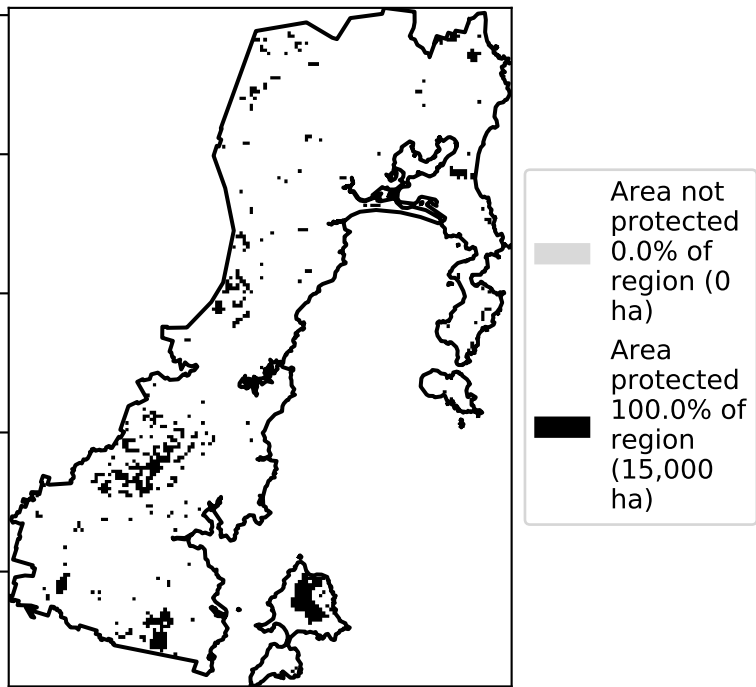 Area not
protected
0.0% of
region (0
ha)
Area
protected
100.0% of
region
(15,000
ha)